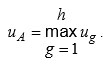 h
u_A = max u_g .
g = 1